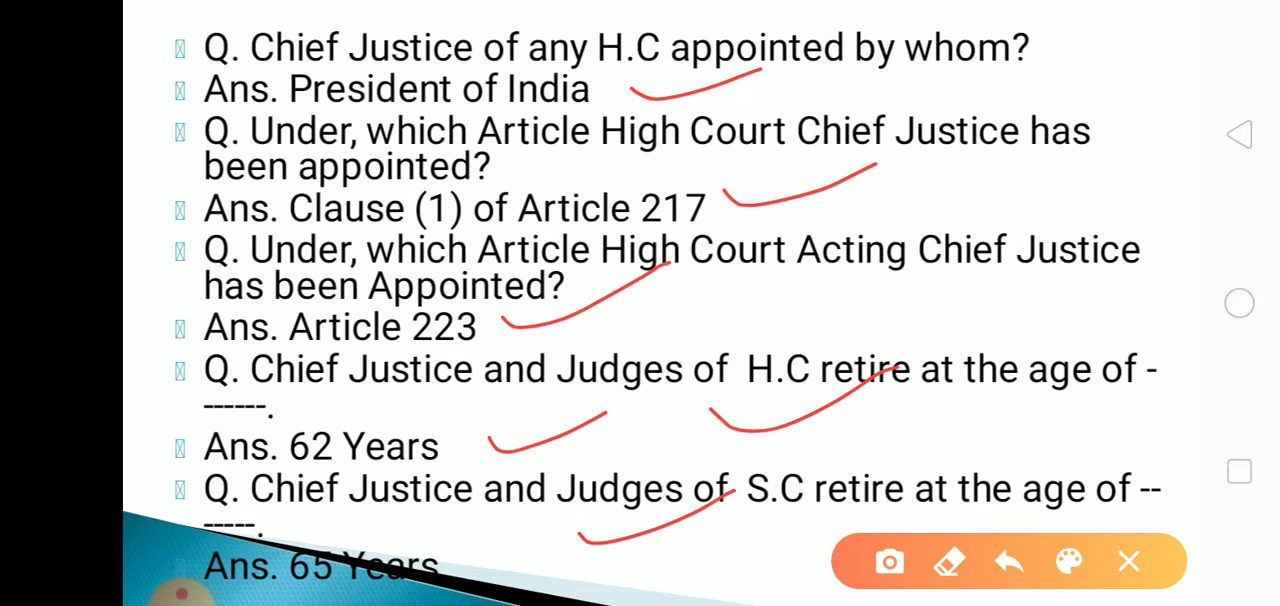 Q. Chief Justice of any H.C appointed by whom?
Ans. President of India
Q. Under, which Article High Court Chief Justice has
been appointed?
Ans. Clause (1) of Article 217
Q. Under, which Article High Court Acting Chief Justice
has been Appointed?
Ans. Article 223
Q. Chief Justice and Judges of H.C retire at the age of -
------.
Ans. 62 Years
Q. Chief Justice and Judges of S.C retire at the age of --
-----.
Ans. 65 Years